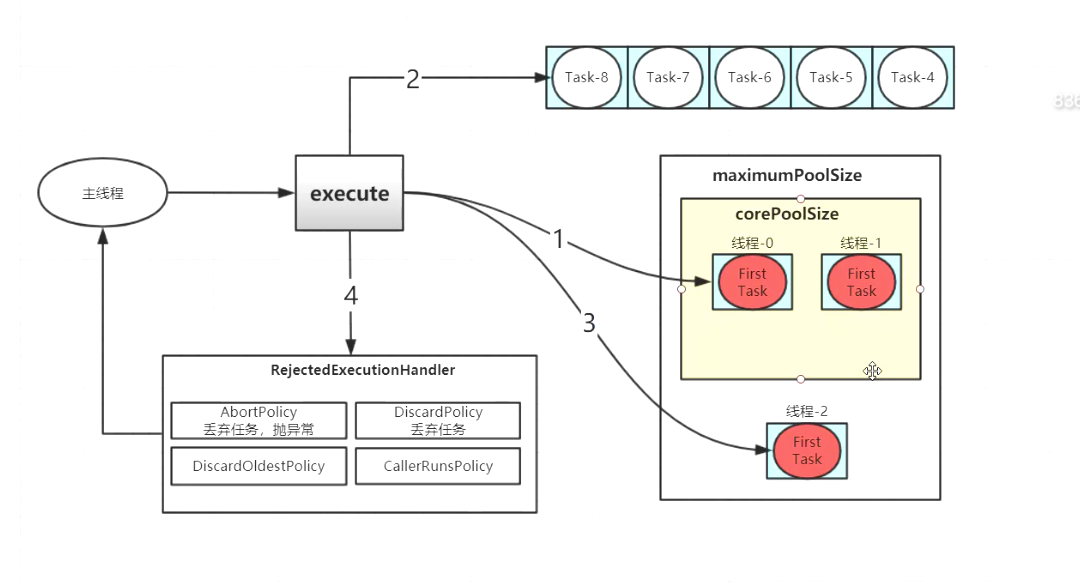 2
Task-8
Task-7
Task-6
Task-5
Task-4
主线程
execute
1
3
4
maximumPoolSize
corePoolSize
线程-0
线程-1
First
Task
First
Task
线程-2
First
Task
RejectedExecutionHandler
AbortPolicy
丢弃任务，抛异常
DiscardPolicy
丢弃任务
DiscardOldestPolicy
CallerRunsPolicy